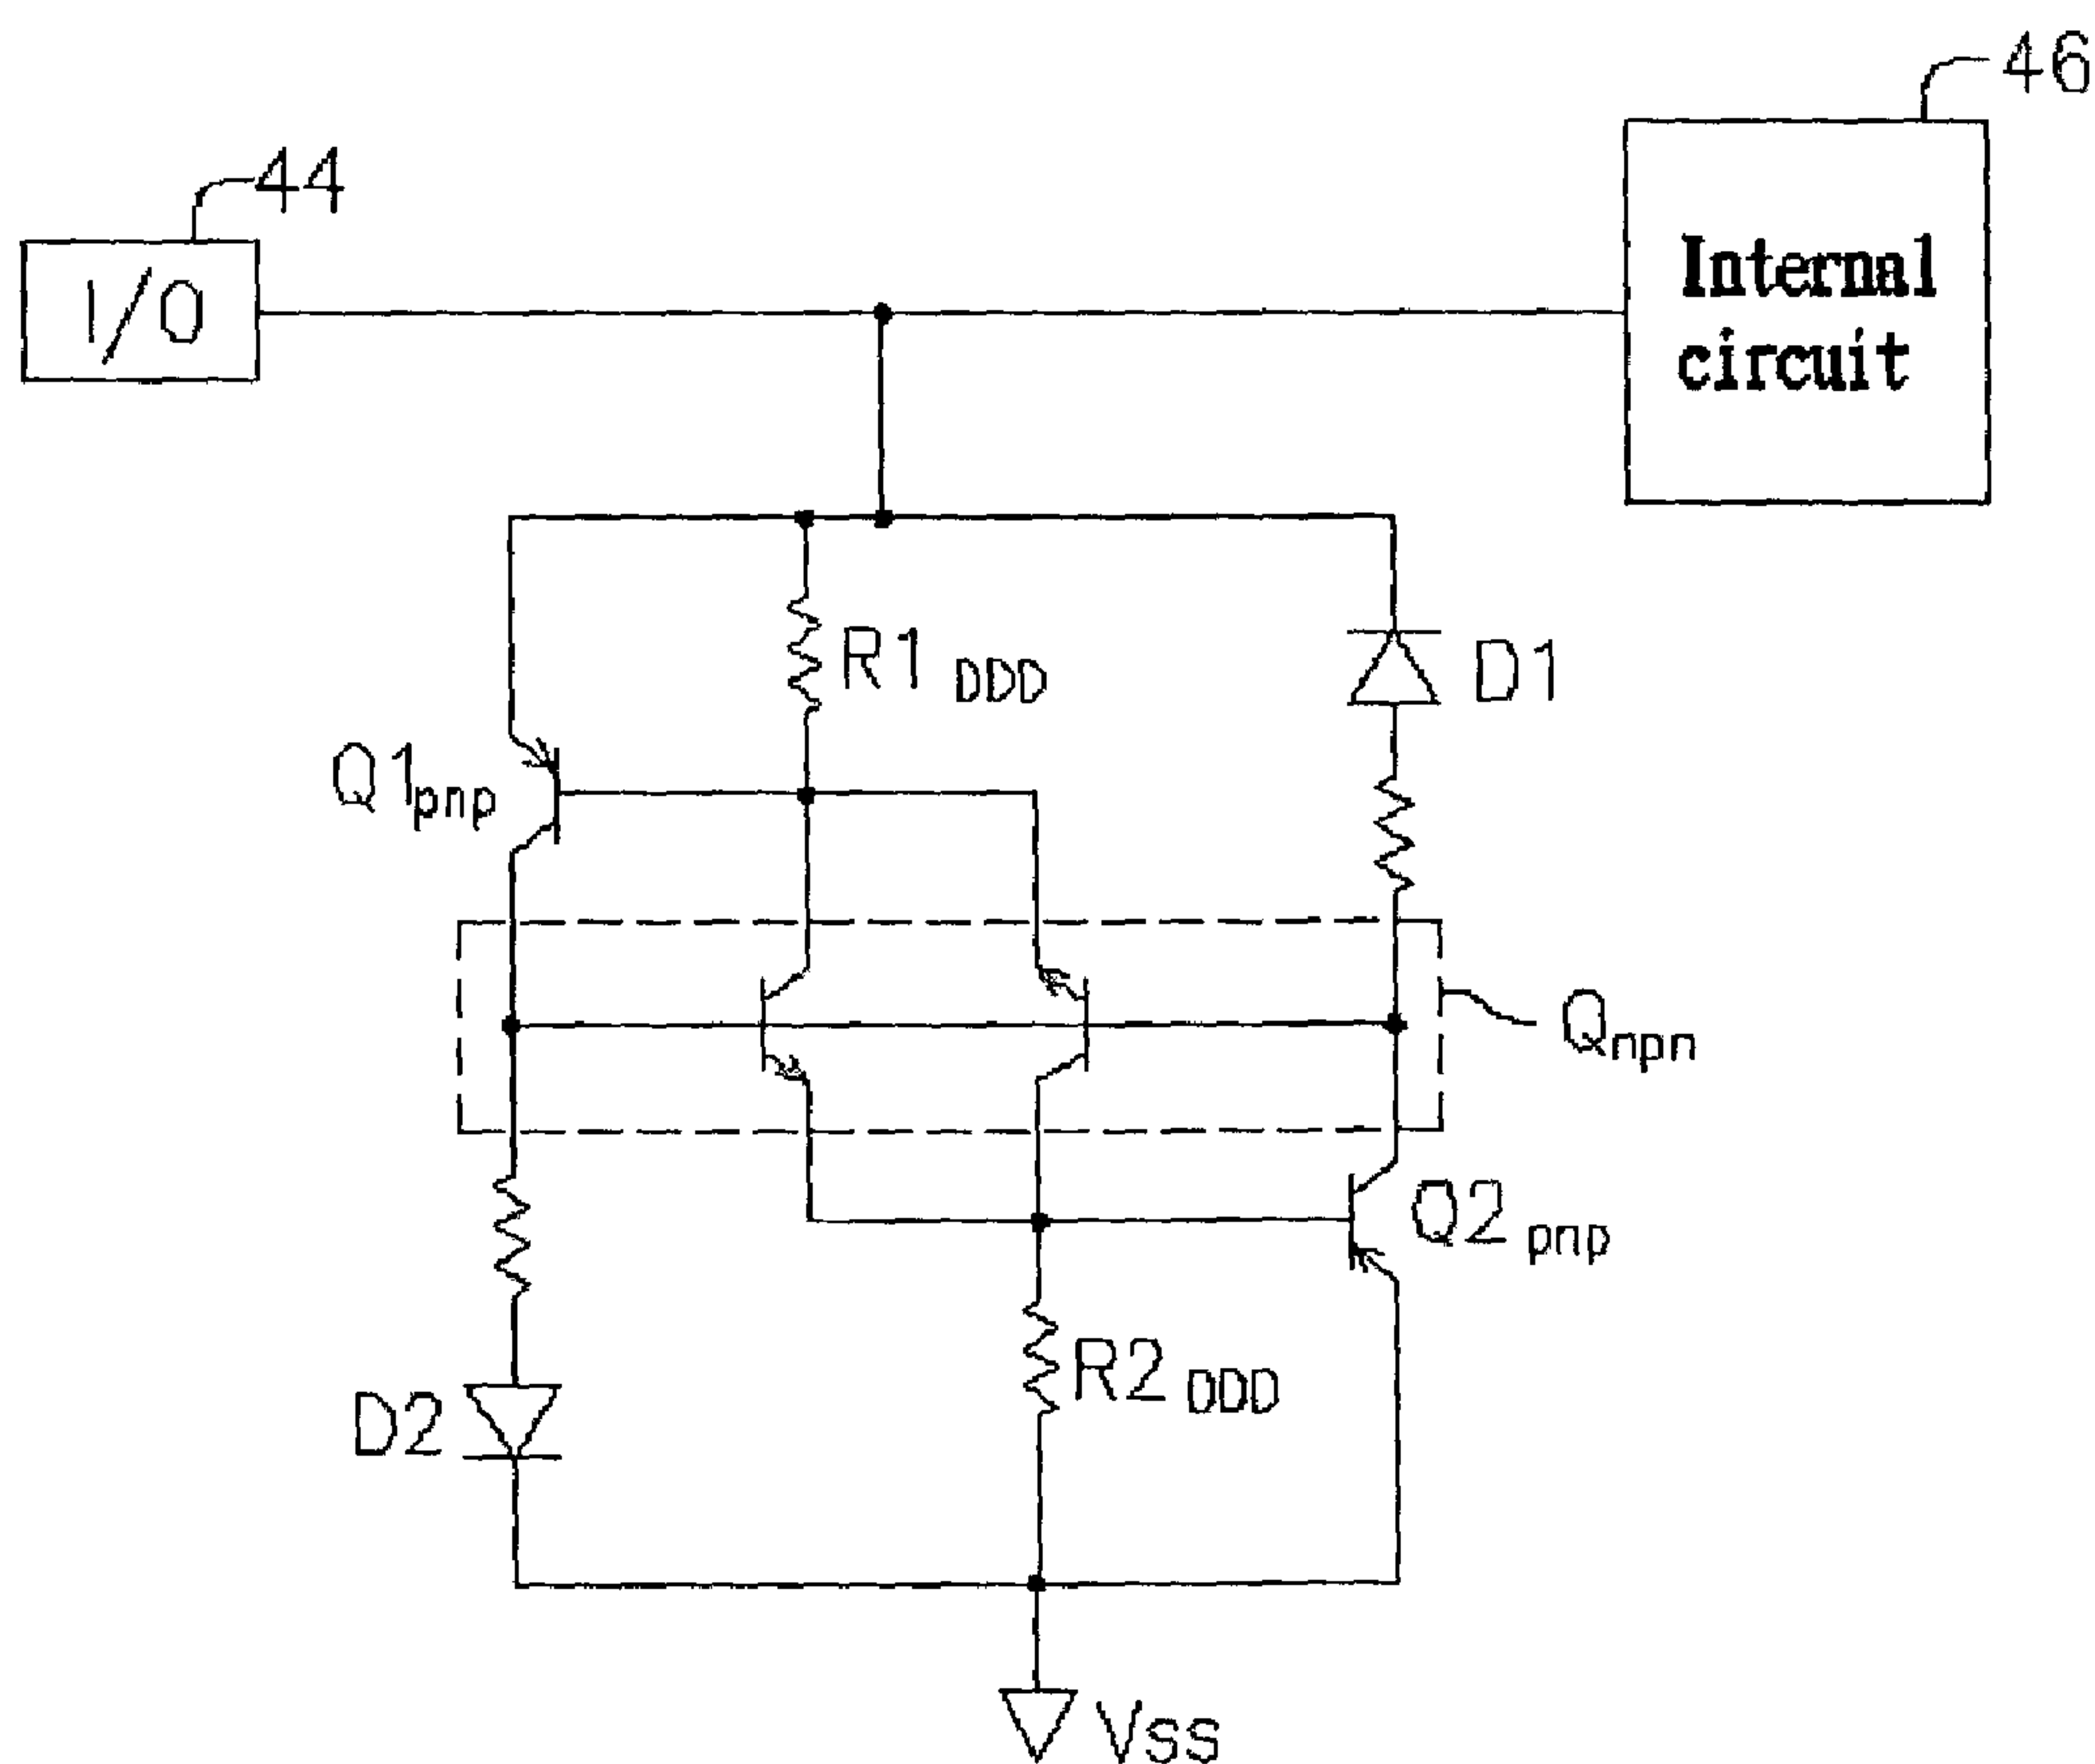 46
44
I/O
Internal
circuit
R1 DDD
D1
Q1pnp
Qnpn
Q2 pnp
R2 DDD
D2
Vss